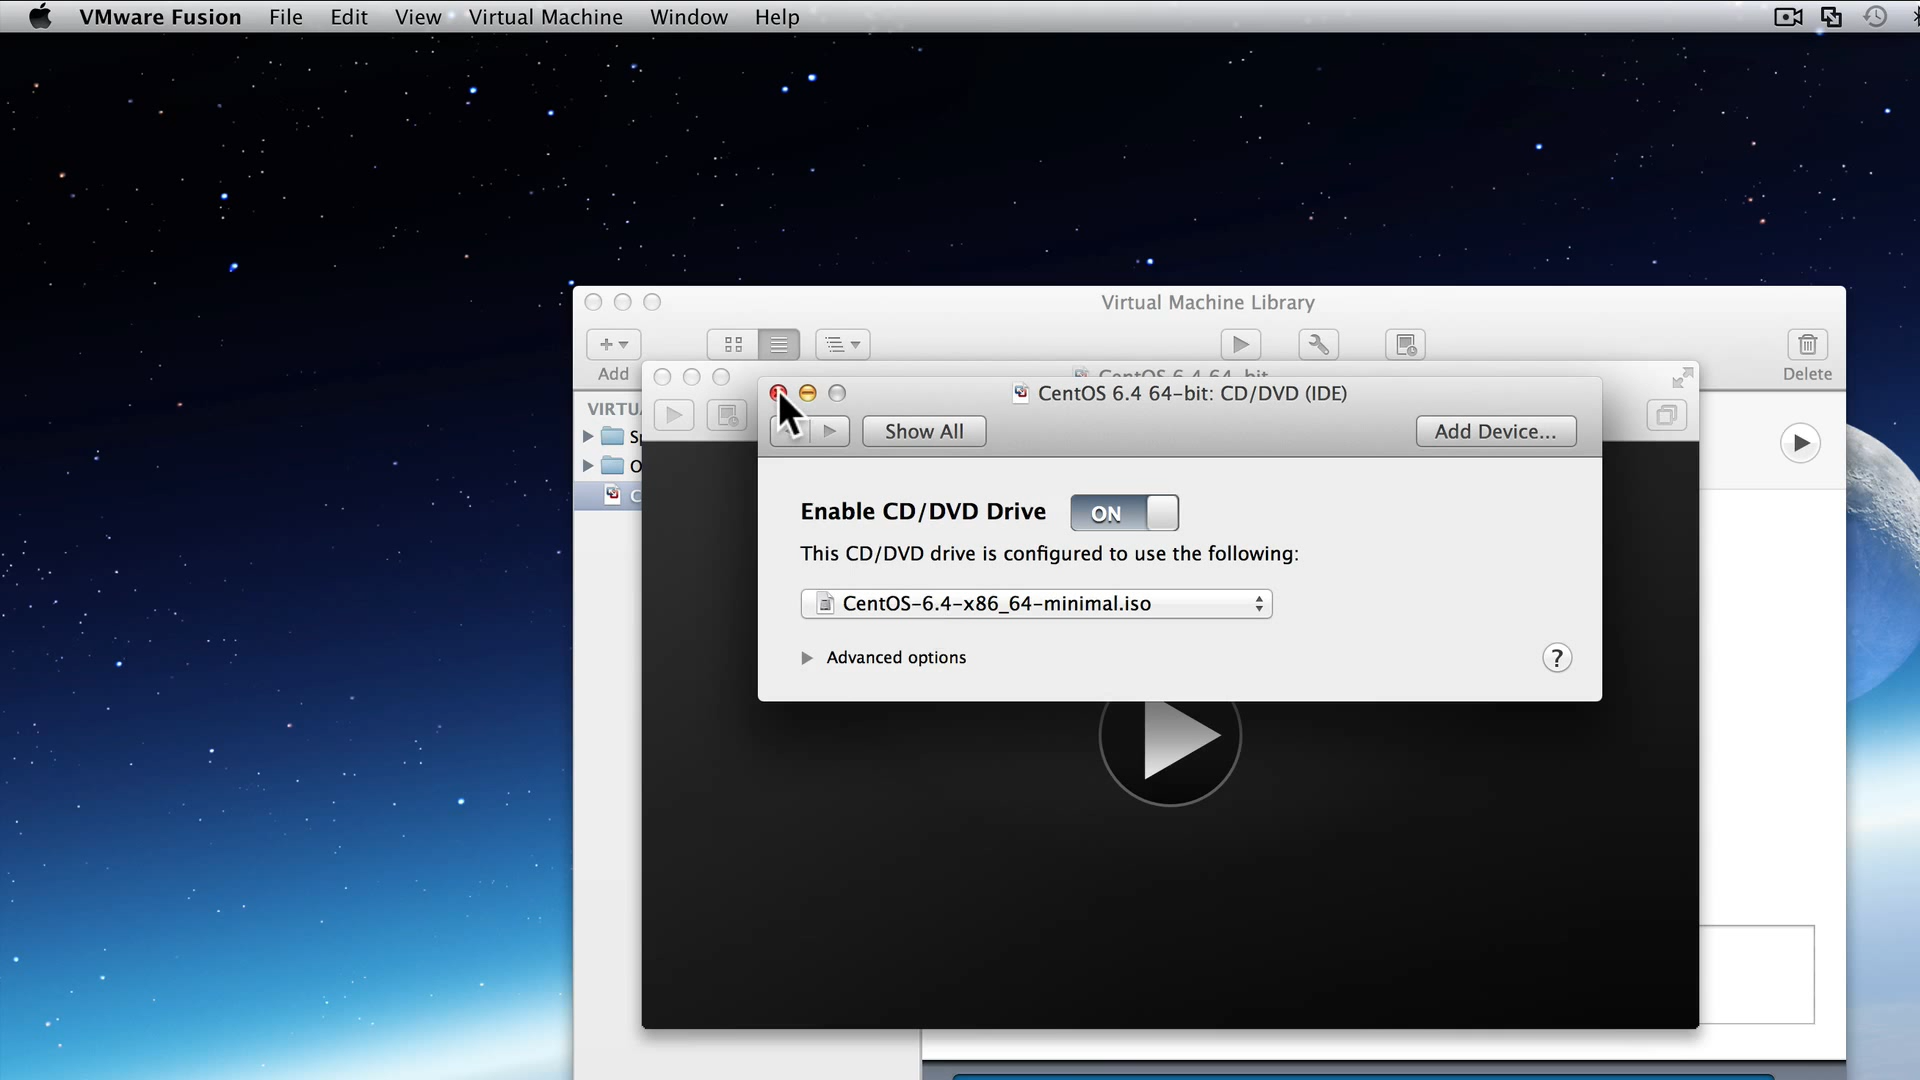 VMware Fusion File Edit View Virtual Machine Window Help
Virtual Machine Library
Add
Delete
CentOS 6.4 64-bit
CentOS 6.4 64-bit: CD/DVD (IDE)
Show All
Add Device...
VIRTU
S
O
C
Enable CD/DVD Drive ON
This CD/DVD drive is configured to use the following:
CentOS-6.4-x86_64-minimal.iso
Advanced options
?